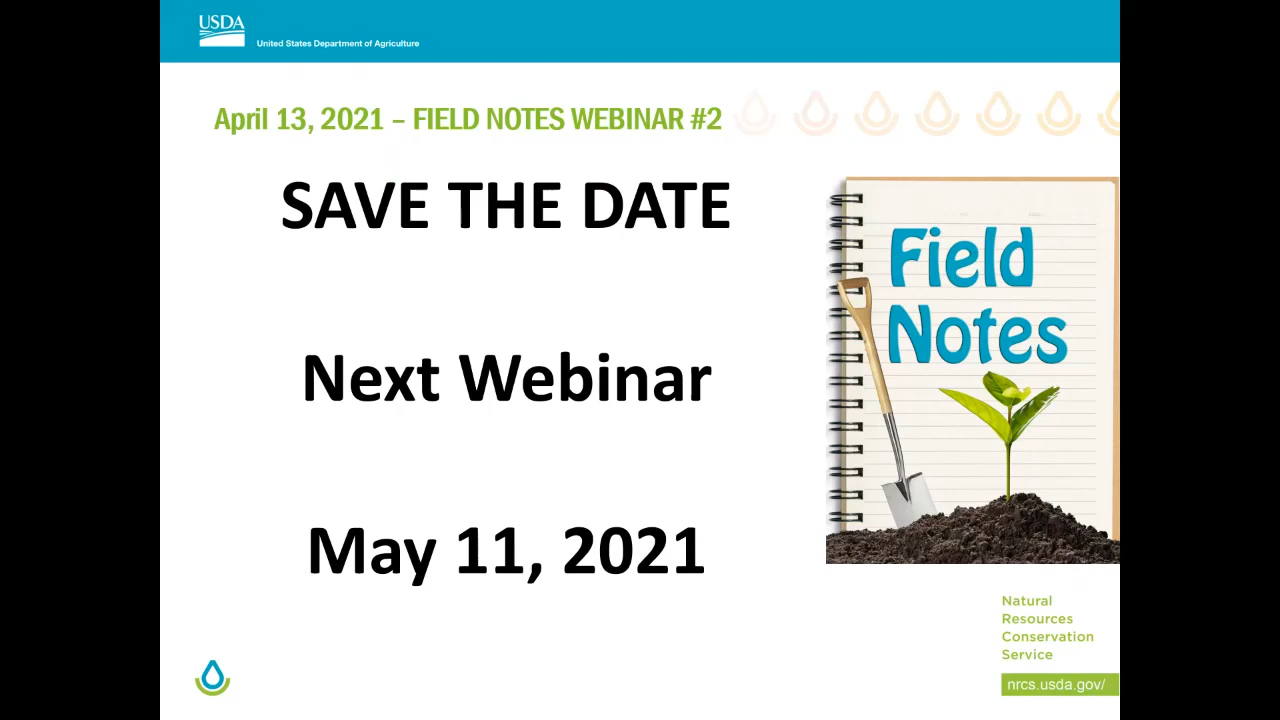 USDA
United States Department of Agriculture
April 13, 2021 – FIELD NOTES WEBINAR #2
SAVE THE DATE
Next Webinar
May 11, 2021
Field
Notes
Natural
Resources
Conservation
Service
nrcs.usda.gov/